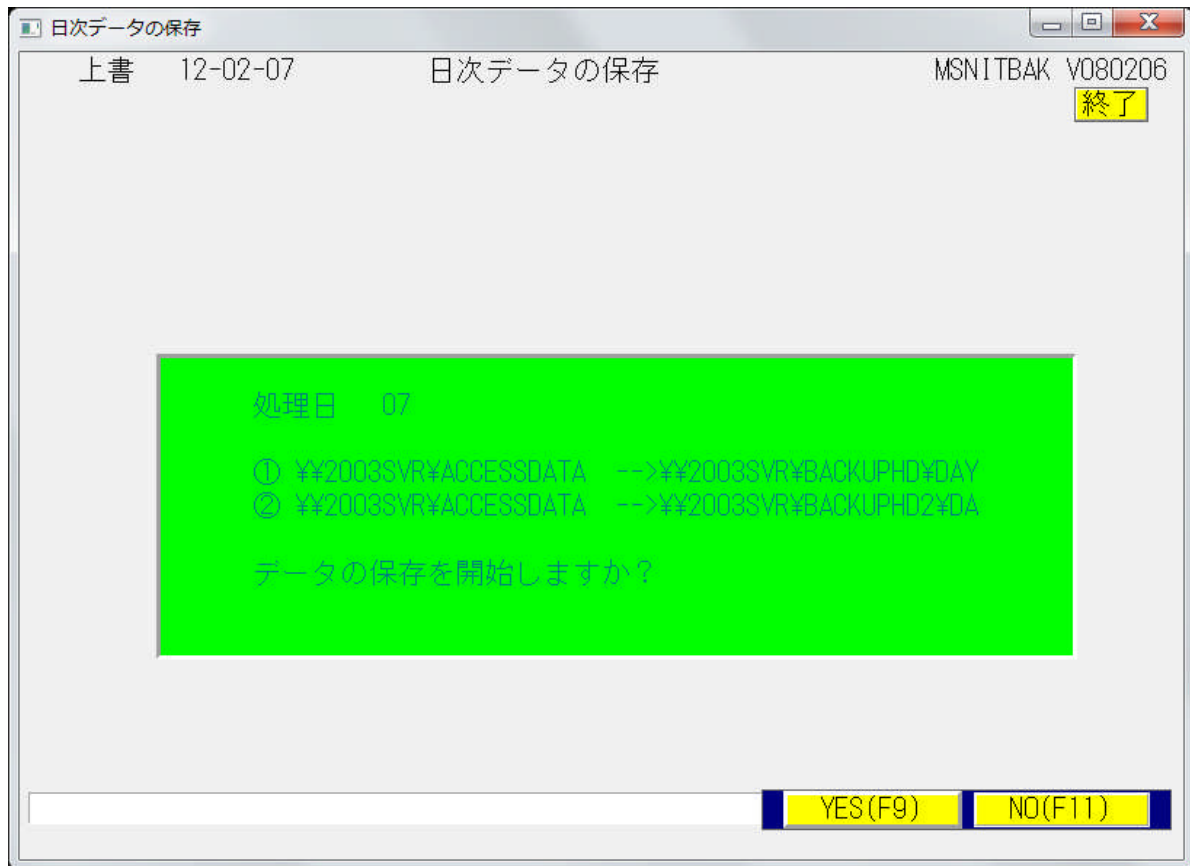 日次データの保存
上書 12-02-07 日次データの保存 MSNITBAK V080206
終了
処理日 07
① ¥¥2003SVR¥ACCESSDATA -->¥¥2003SVR¥BACKUPHD¥DAY
② ¥¥2003SVR¥ACCESSDATA -->¥¥2003SVR¥BACKUPHD2¥DA
データの保存を開始しますか？
YES(F9) NO(F11)